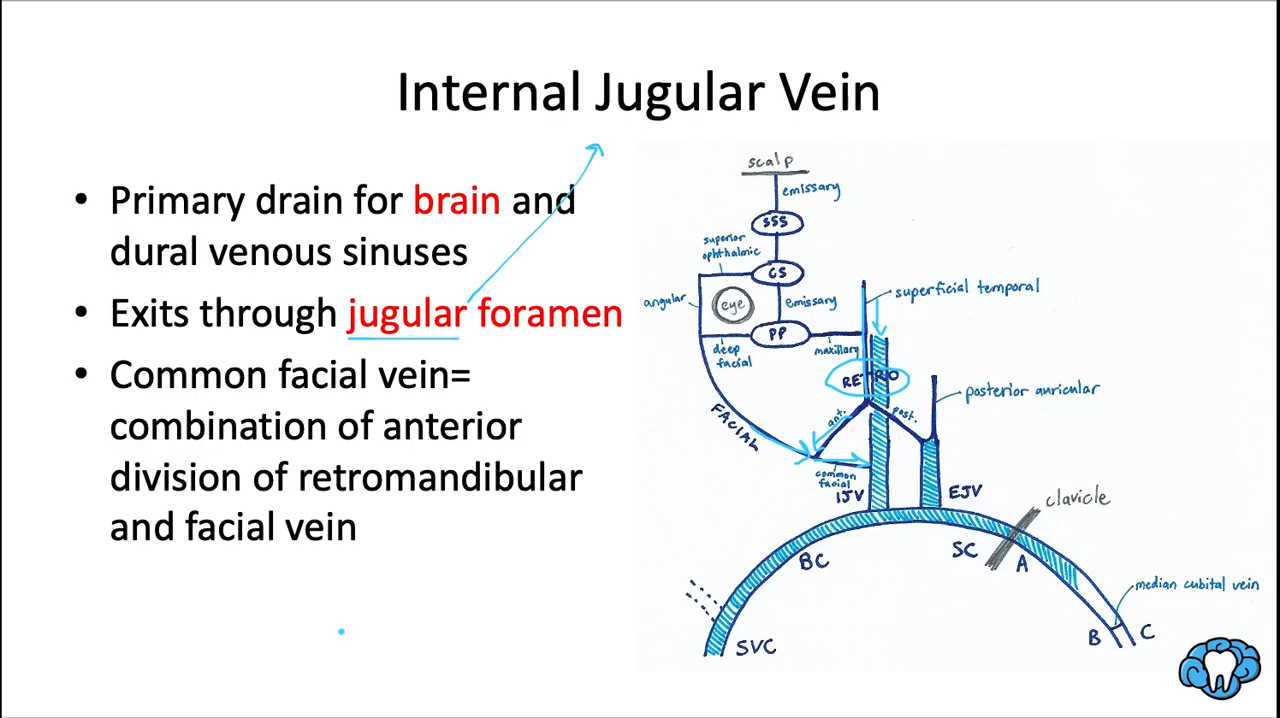 Internal Jugular Vein
• Primary drain for brain and
dural venous sinuses
• Exits through jugular foramen
• Common facial vein=
combination of anterior
division of retromandibular
and facial vein
scalp
emissary
SSS
superior
ophthalmic
CS
angular
eye
emissary
superficial temporal
PP
deep
facial
maxillary
RETRO
posterior auricular
FACIAL
ant.
post.
common
facial
IJV
EJV
clavicle
BC
SC
A
median cubital vein
B
C
SVC